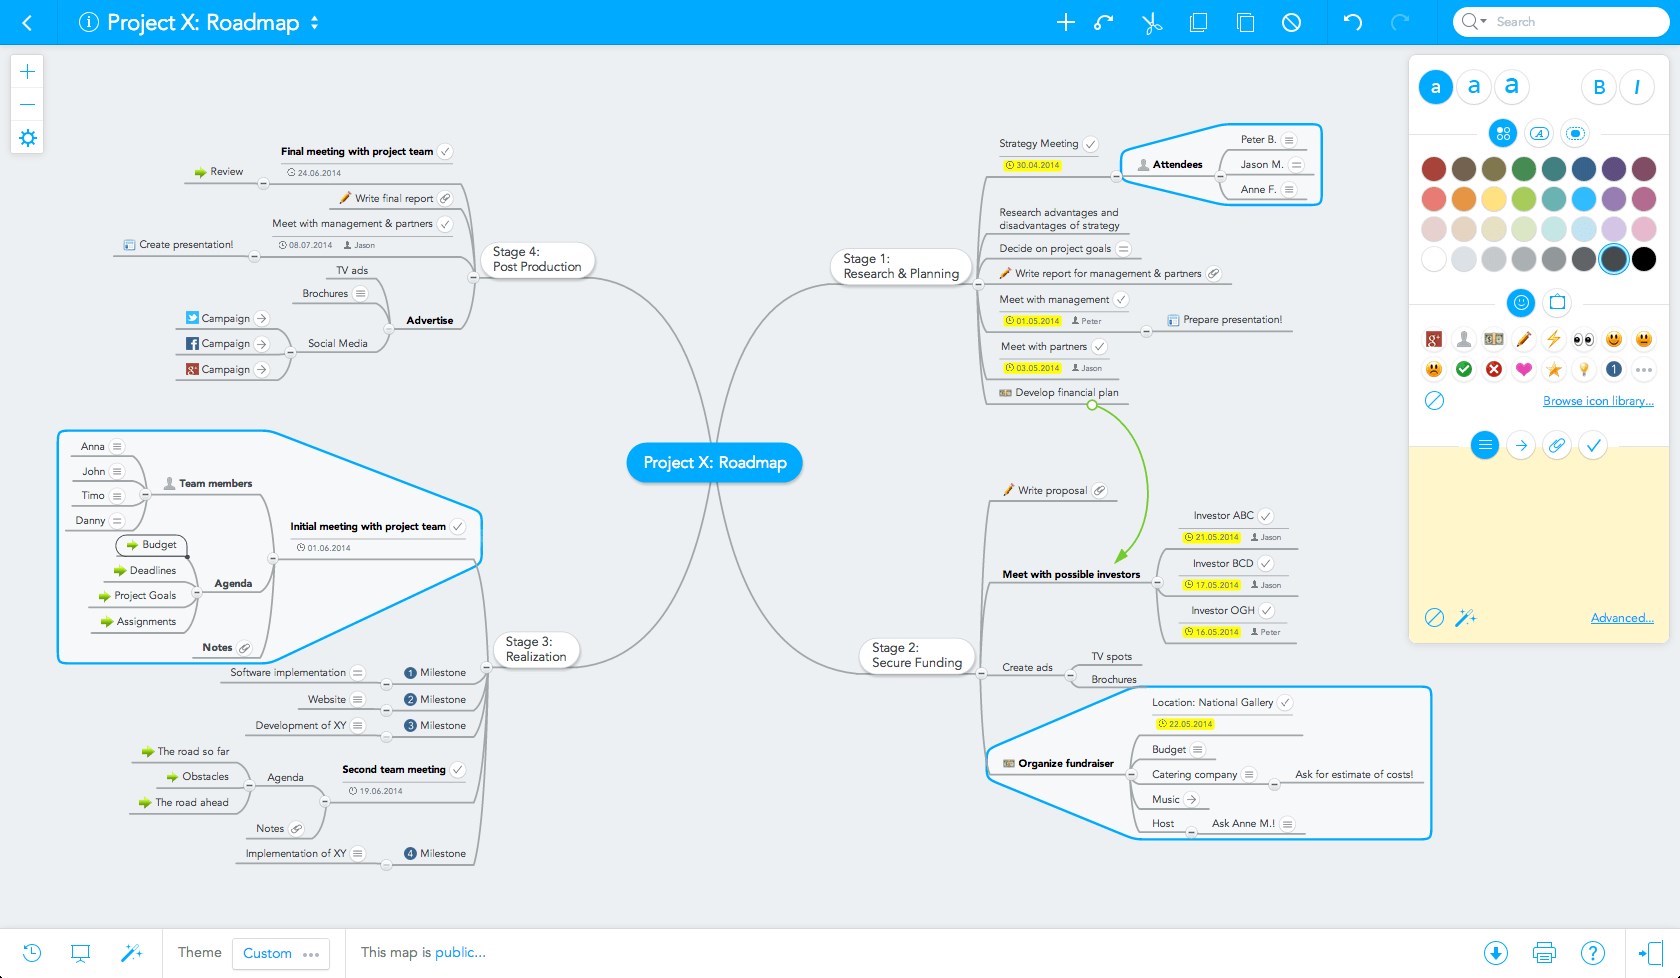 Project X: Roadmap
Search
a a a B I
Final meeting with project team
24.06.2014
Review
Write final report
Meet with management & partners
08.07.2014 Jason
Create presentation!
TV ads
Brochures
Advertise
Campaign
Campaign
Campaign
Social Media
Stage 4:
Post Production
Stage 1:
Research & Planning
Strategy Meeting
30.04.2014
Attendees
Peter B.
Jason M.
Anne F.
Research advantages and
disadvantages of strategy
Decide on project goals
Write report for management & partners
Meet with management
01.05.2014 Peter
Prepare presentation!
Meet with partners
03.05.2014 Jason
Develop financial plan
Project X: Roadmap
Anna
John
Timo
Danny
Team members
Initial meeting with project team
01.06.2014
Budget
Deadlines
Project Goals
Assignments
Agenda
Notes
Stage 3:
Realization
Software implementation
1 Milestone
Website
2 Milestone
Development of XY
3 Milestone
The road so far
Obstacles
The road ahead
Agenda
Second team meeting
19.06.2014
Notes
Implementation of XY
4 Milestone
Write proposal
Meet with possible investors
Investor ABC
21.05.2014 Jason
Investor BCD
17.05.2014 Jason
Investor OGH
16.05.2014 Peter
Stage 2:
Secure Funding
Create ads
TV spots
Brochures
Organize fundraiser
Location: National Gallery
22.05.2014
Budget
Catering company
Ask for estimate of costs!
Music
Host
Ask Anne M.!
A
g+
1
Browse icon library...
Advanced...
Theme
Custom
This map is public...
?